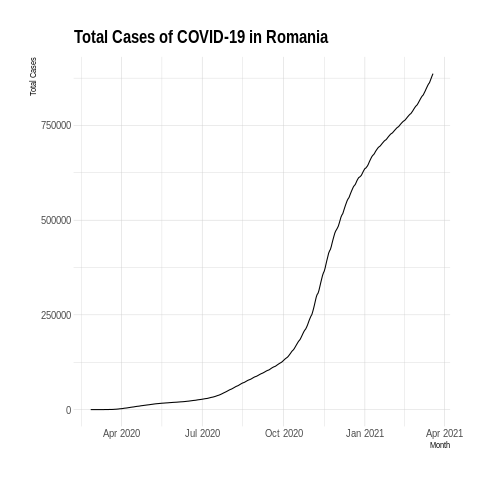 Total Cases of COVID-19 in Romania
Total Cases
750000
500000
250000
0
Apr 2020 Jul 2020 Oct 2020 Jan 2021 Apr 2021
Month